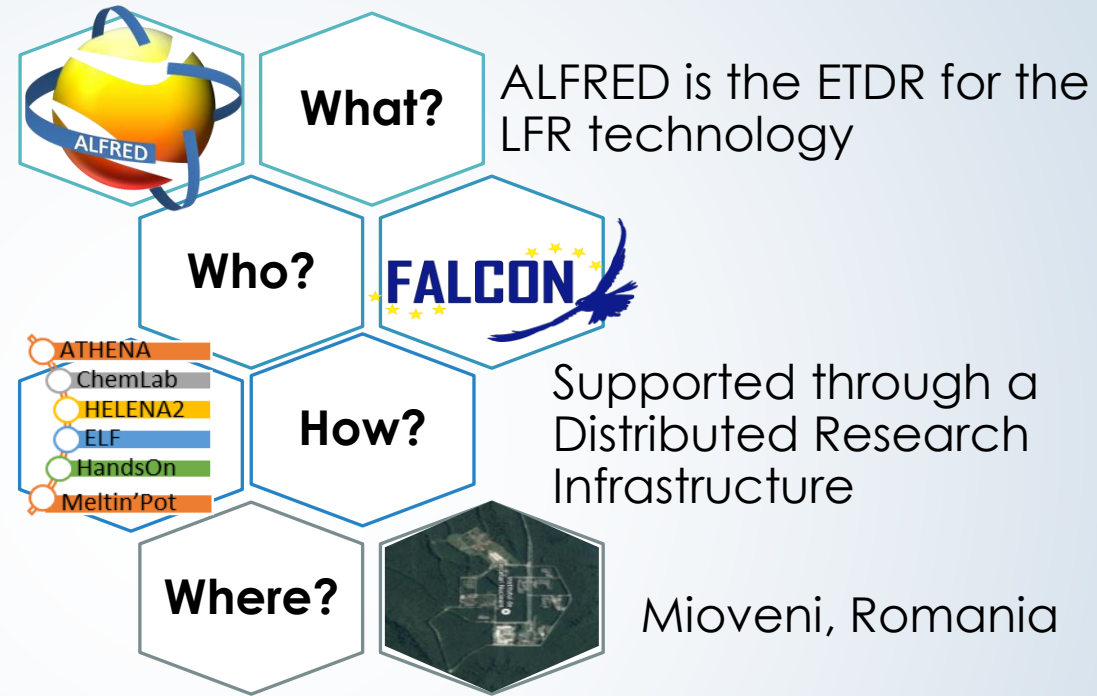 ALFRED
What?
ALFRED is the ETDR for the
LFR technology
Who?
FALCON
ATHENA
ChemLab
HELENA2
ELF
HandsOn
Meltin'Pot
How?
Supported through a
Distributed Research
Infrastructure
Where?
Mioveni, Romania